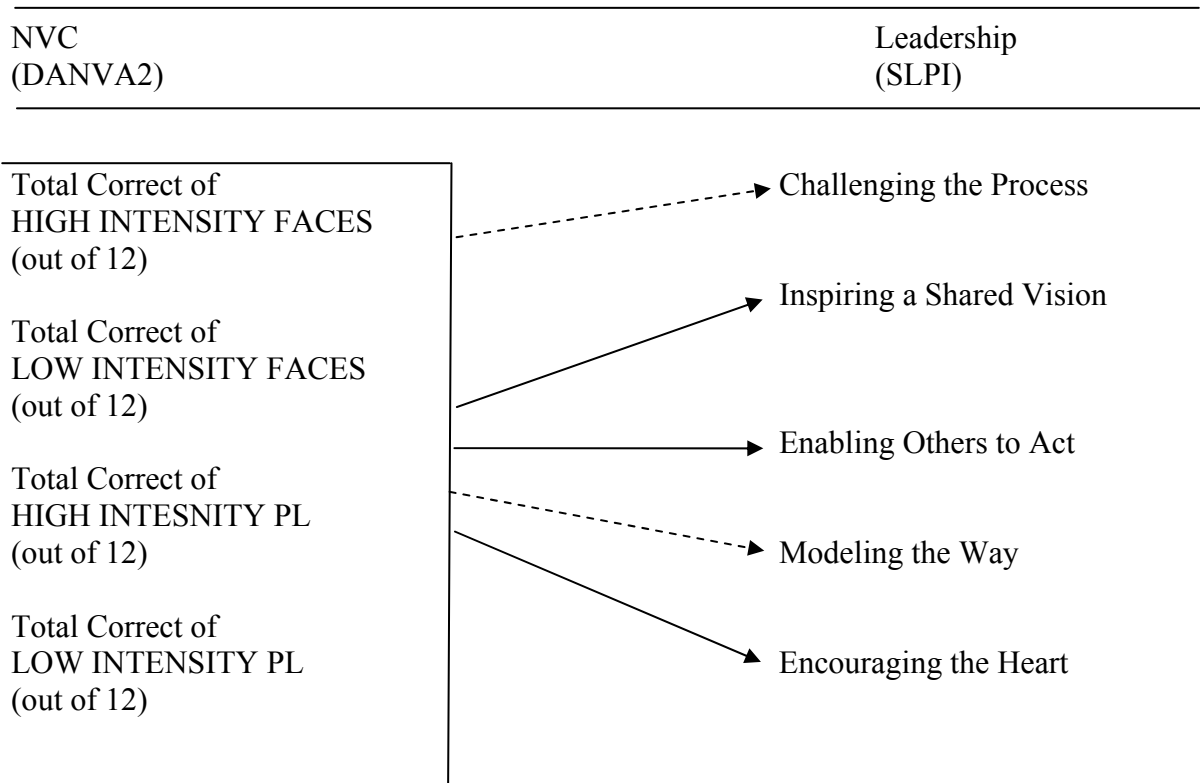 NVC
(DANVA2)
Leadership
(SLPI)
Total Correct of
HIGH INTENSITY FACES
(out of 12)
Total Correct of
LOW INTENSITY FACES
(out of 12)
Total Correct of
HIGH INTESNITY PL
(out of 12)
Total Correct of
LOW INTENSITY PL
(out of 12)
Challenging the Process
Inspiring a Shared Vision
Enabling Others to Act
Modeling the Way
Encouraging the Heart